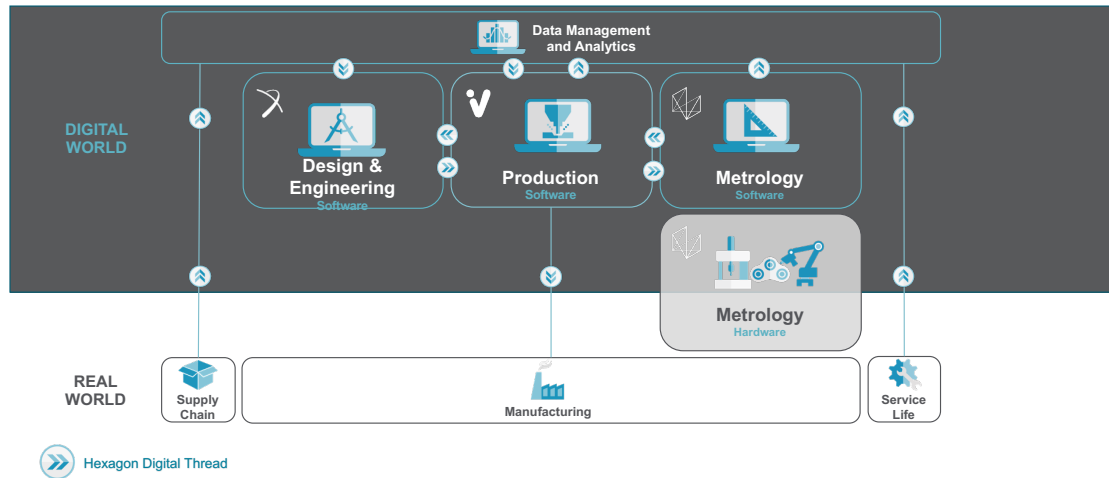 Data Management
and Analytics
DIGITAL
WORLD
Design &
Engineering
Software
Production
Software
Metrology
Software
Metrology
Hardware
REAL
WORLD
Supply
Chain
Manufacturing
Service
Life
Hexagon Digital Thread